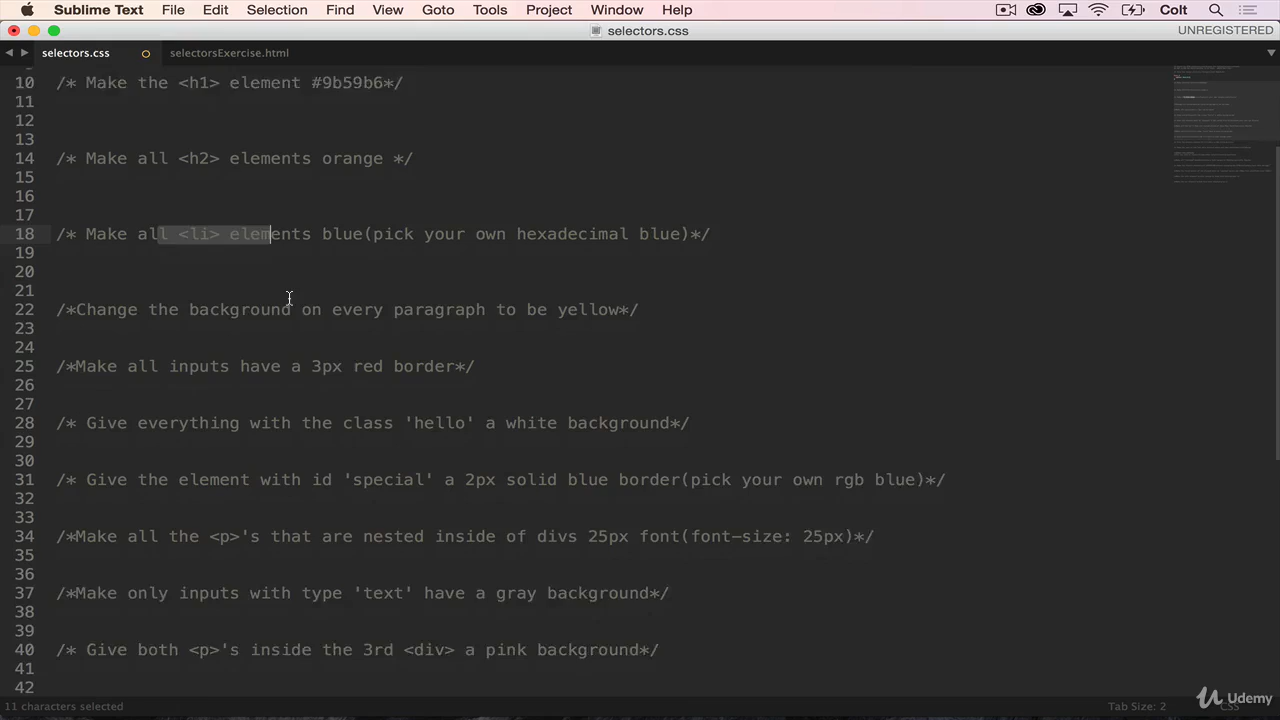 Sublime Text File Edit Selection Find View Goto Tools Project Window Help Colt
selectors.css UNREGISTERED
selectors.css selectorsExercise.html
10 /* Make the <h1> element #9b59b6*/
11
12
13
14 /* Make all <h2> elements orange */
15
16
17
18 /* Make all <li> elements blue(pick your own hexadecimal blue)*/
19
20
21
22 /*Change the background on every paragraph to be yellow*/
23
24
25 /*Make all inputs have a 3px red border*/
26
27
28 /* Give everything with the class 'hello' a white background*/
29
30
31 /* Give the element with id 'special' a 2px solid blue border(pick your own rgb blue)*/
32
33
34 /*Make all the <p>'s that are nested inside of divs 25px font(font-size: 25px)*/
35
36
37 /*Make only inputs with type 'text' have a gray background*/
38
39
40 /* Give both <p>'s inside the 3rd <div> a pink background*/
41
42
11 characters selected Tab Size: 2 CSS
Udemy